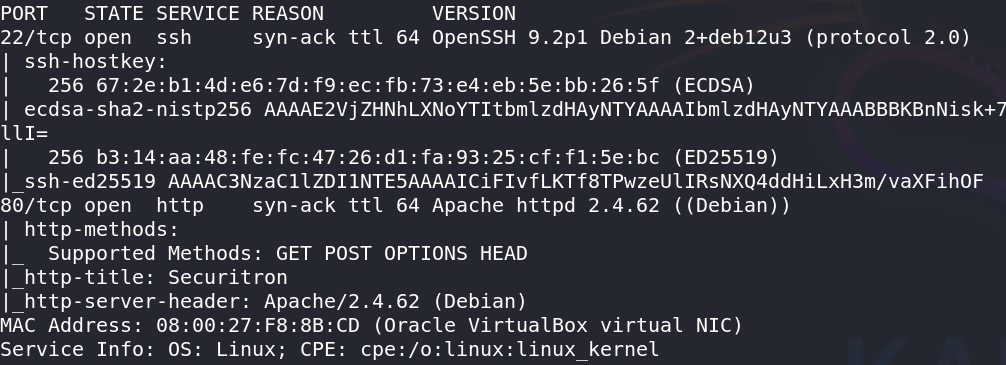 PORT   STATE SERVICE REASON         VERSION
22/tcp open  ssh     syn-ack ttl 64 OpenSSH 9.2p1 Debian 2+deb12u3 (protocol 2.0)
| ssh-hostkey:
|   256 67:2e:b1:4d:e6:7d:f9:ec:fb:73:e4:eb:5e:bb:26:5f (ECDSA)
| ecdsa-sha2-nistp256 AAAAE2VjZHNhLXNoYTItbmlzdHAyNTYAAAAIbmlzdHAyNTYAAABBBKBnNisk+7
llI=
|   256 b3:14:aa:48:fe:fc:47:26:d1:fa:93:25:cf:f1:5e:bc (ED25519)
|_ssh-ed25519 AAAAC3NzaC1lZDI1NTE5AAAAICiFIvfLKTf8TPwzeUlIRsNXQ4ddHiLxH3m/vaXFihOF
80/tcp open  http    syn-ack ttl 64 Apache httpd 2.4.62 ((Debian))
| http-methods:
|_  Supported Methods: GET POST OPTIONS HEAD
|_http-title: Securitron
|_http-server-header: Apache/2.4.62 (Debian)
MAC Address: 08:00:27:F8:8B:CD (Oracle VirtualBox virtual NIC)
Service Info: OS: Linux; CPE: cpe:/o:linux:linux_kernel